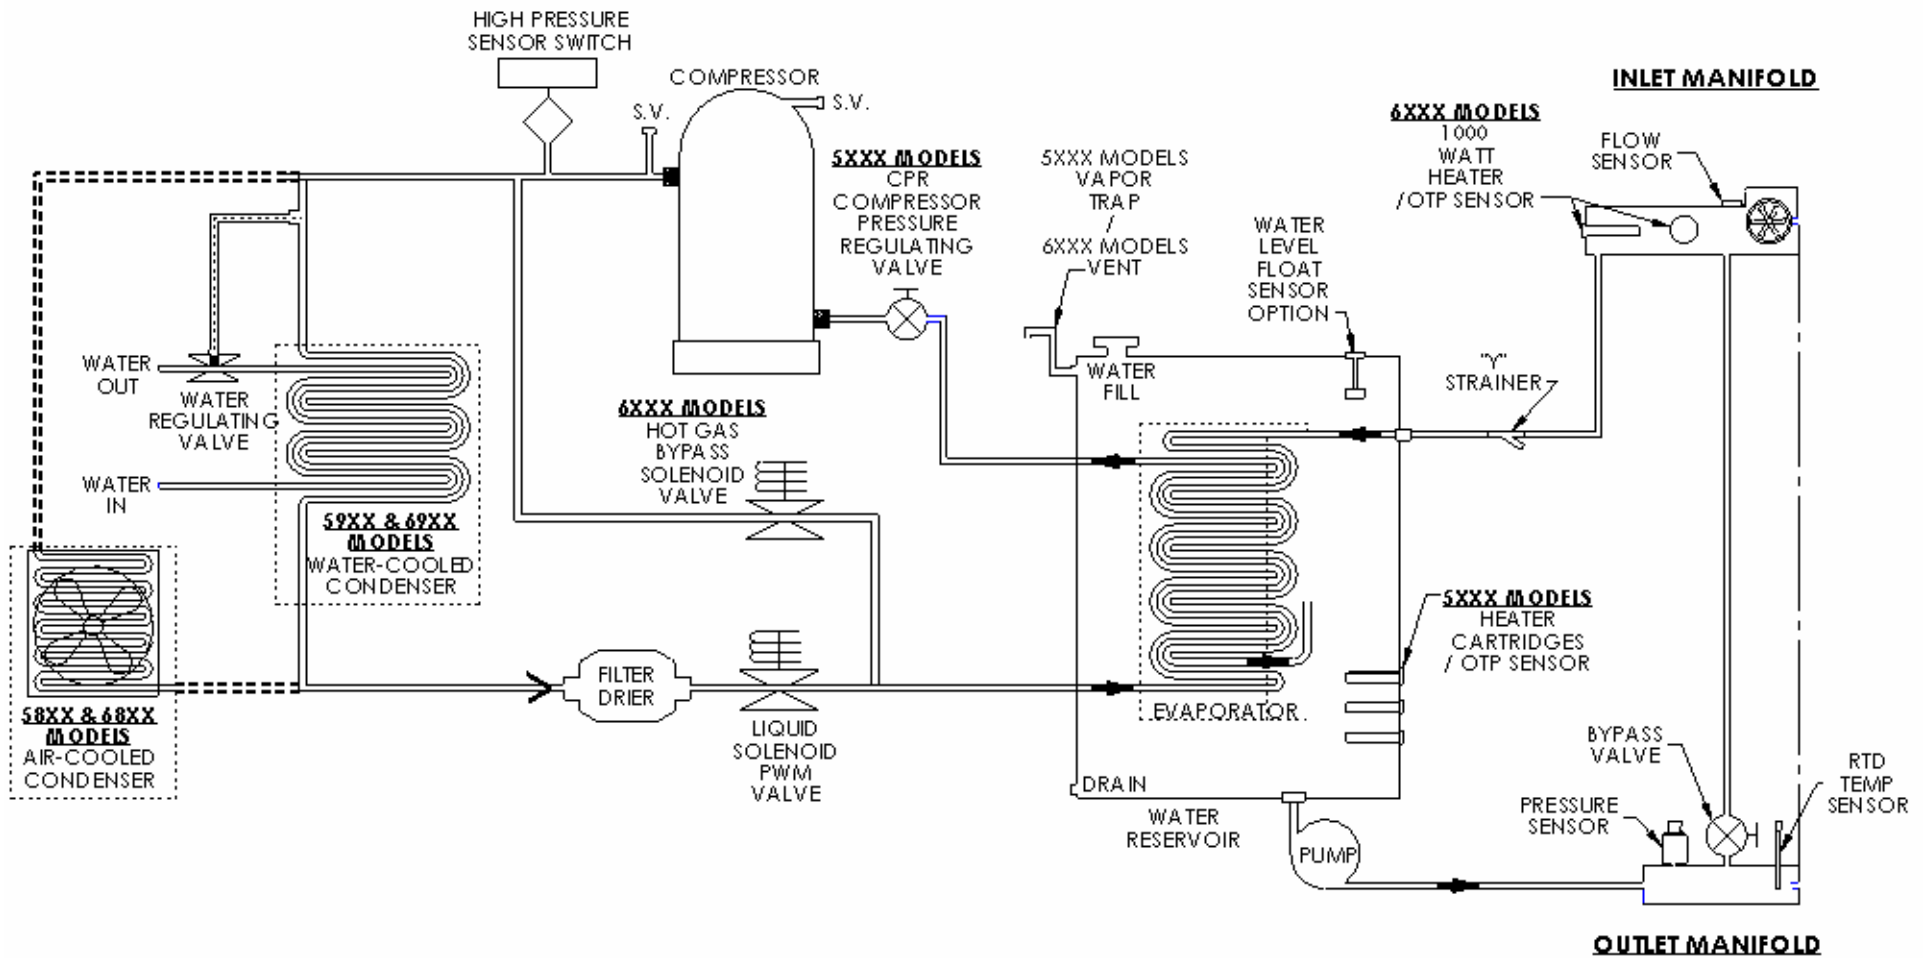 HIGH PRESSURE
SENSOR SWITCH
COMPRESSOR
S.V.
S.V.
INLET MANIFOLD
6XXX MODELS
1000
WATT
HEATER
/OTP SENSOR
FLOW
SENSOR
5XXX MODELS
CPR
COMPRESSOR
PRESSURE
REGULATING
VALVE
5XXX MODELS
VAPOR
TRAP
/
6XXX MODELS
VENT
WATER
LEVEL
FLOAT
SENSOR
OPTION
WATER
OUT
WATER
REGULATING
VALVE
WATER
IN
59XX & 69XX
MODELS
WATER-COOLED
CONDENSER
6XXX MODELS
HOT GAS
BYPASS
SOLENOID
VALVE
WATER
FILL
"Y"
STRAINER
58XX & 68XX
MODELS
AIR-COOLED
CONDENSER
FILTER
DRIER
LIQUID
SOLENOID
PWM
VALVE
EVAPORATOR
5XXX MODELS
HEATER
CARTRIDGES
/ OTP SENSOR
DRAIN
WATER
RESERVOIR
PUMP
BYPASS
VALVE
PRESSURE
SENSOR
RTD
TEMP
SENSOR
OUTLET MANIFOLD